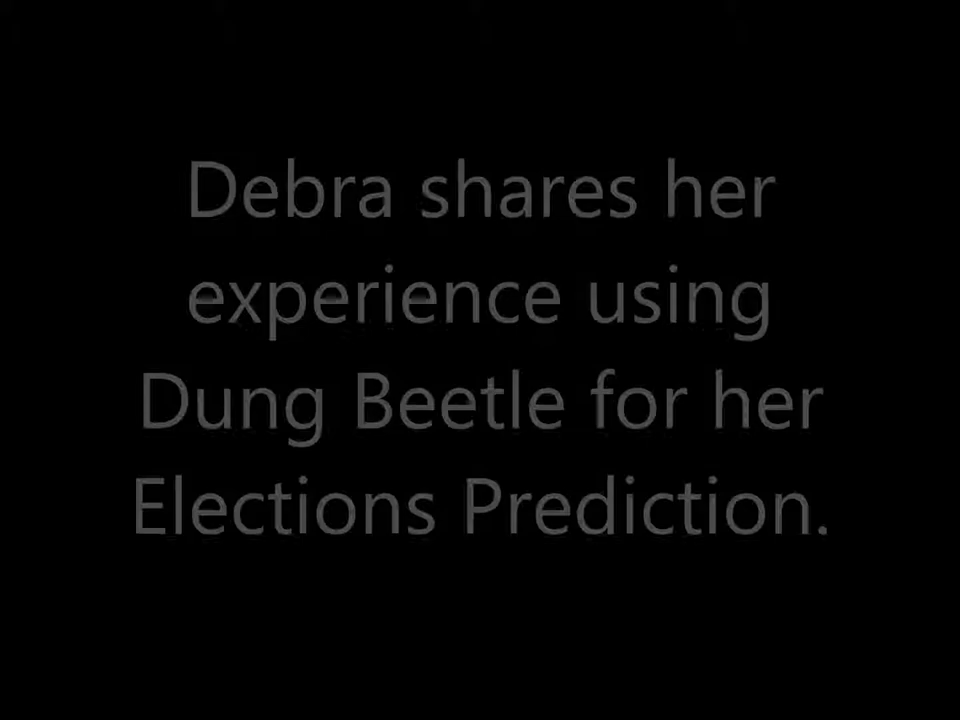 Debra shares her
experience using
Dung Beetle for her
Elections Prediction.